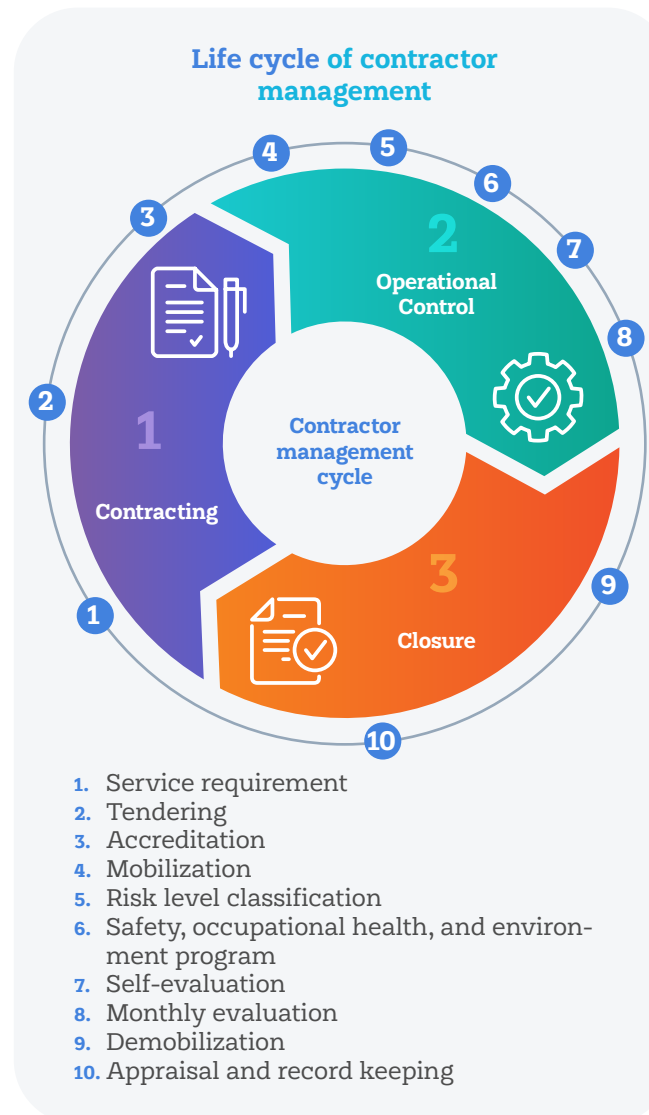 Life cycle of contractor
management
4
5
6
3
7
2
Operational
Control
8
2
Contractor
management
cycle
1
Contracting
3
Closure
9
1
10
1. Service requirement
2. Tendering
3. Accreditation
4. Mobilization
5. Risk level classification
6. Safety, occupational health, and environ-
ment program
7. Self-evaluation
8. Monthly evaluation
9. Demobilization
10. Appraisal and record keeping